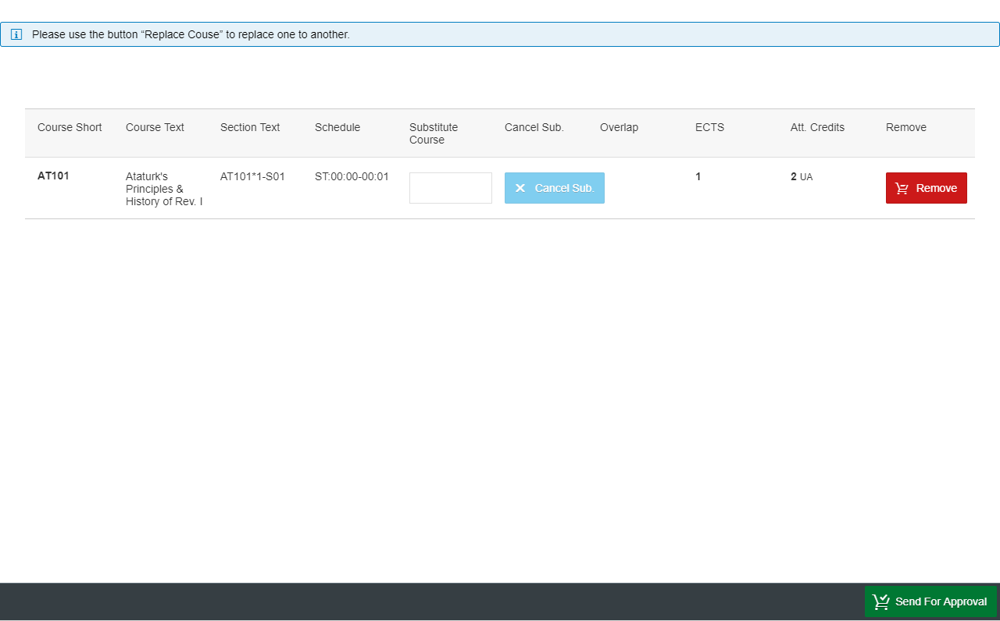 Please use the button “Replace Couse” to replace one to another.
Course Short Course Text Section Text Schedule Substitute Course Cancel Sub. Overlap ECTS Att. Credits Remove
AT101 Ataturk's Principles & History of Rev. I AT101*1-S01 ST:00:00-00:01 Cancel Sub. 1 2 UA Remove
Send For Approval